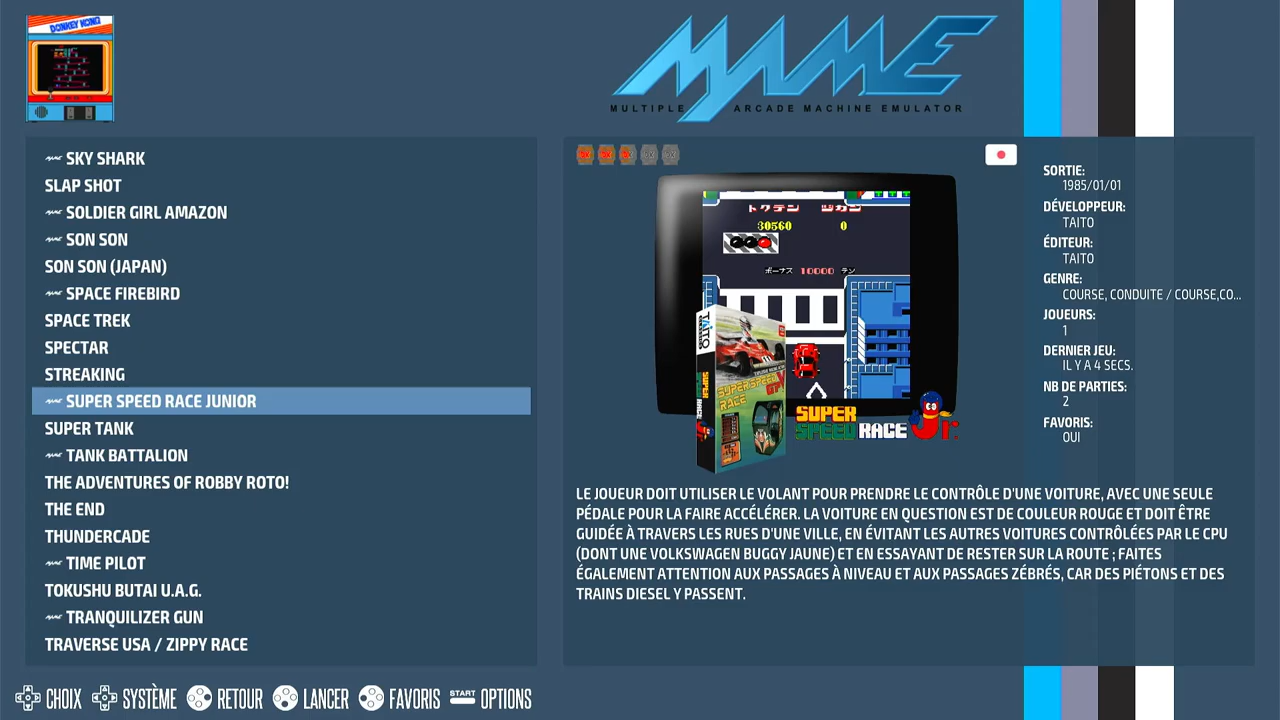 DONKEY KONG
MAME
MULTIPLE ARCADE MACHINE EMULATOR
SKY SHARK
SLAP SHOT
SOLDIER GIRL AMAZON
SON SON
SON SON (JAPAN)
SPACE FIREBIRD
SPACE TREK
SPECTAR
STREAKING
SUPER SPEED RACE JUNIOR
SUPER TANK
TANK BATTALION
THE ADVENTURES OF ROBBY ROTO!
THE END
THUNDERCADE
TIME PILOT
TOKUSHU BUTAI U.A.G.
TRANQUILIZER GUN
TRAVERSE USA / ZIPPY RACE
トクテン
30560 0
ボーナス 10000 テン
TAITO
SUPER SPEED RACE
SUPER
SPEED RACE Jr.
SORTIE:
1985/01/01
DÉVELOPPEUR:
TAITO
ÉDITEUR:
TAITO
GENRE:
COURSE, CONDUITE / COURSE,CO...
JOUEURS:
1
DERNIER JEU:
IL Y A 4 SECS.
NB DE PARTIES:
2
FAVORIS:
OUI
LE JOUEUR DOIT UTILISER LE VOLANT POUR PRENDRE LE CONTRÔLE D'UNE VOITURE, AVEC UNE SEULE
PÉDALE POUR LA FAIRE ACCÉLÉRER. LA VOITURE EN QUESTION EST DE COULEUR ROUGE ET DOIT ÊTRE
GUIDÉE À TRAVERS LES RUES D'UNE VILLE, EN ÉVITANT LES AUTRES VOITURES CONTRÔLÉES PAR LE CPU
(DONT UNE VOLKSWAGEN BUGGY JAUNE) ET EN ESSAYANT DE RESTER SUR LA ROUTE ; FAITES
ÉGALEMENT ATTENTION AUX PASSAGES À NIVEAU ET AUX PASSAGES ZÉBRÉS, CAR DES PIÉTONS ET DES
TRAINS DIESEL Y PASSENT.
CHOIX SYSTÈME RETOUR LANCER FAVORIS START OPTIONS